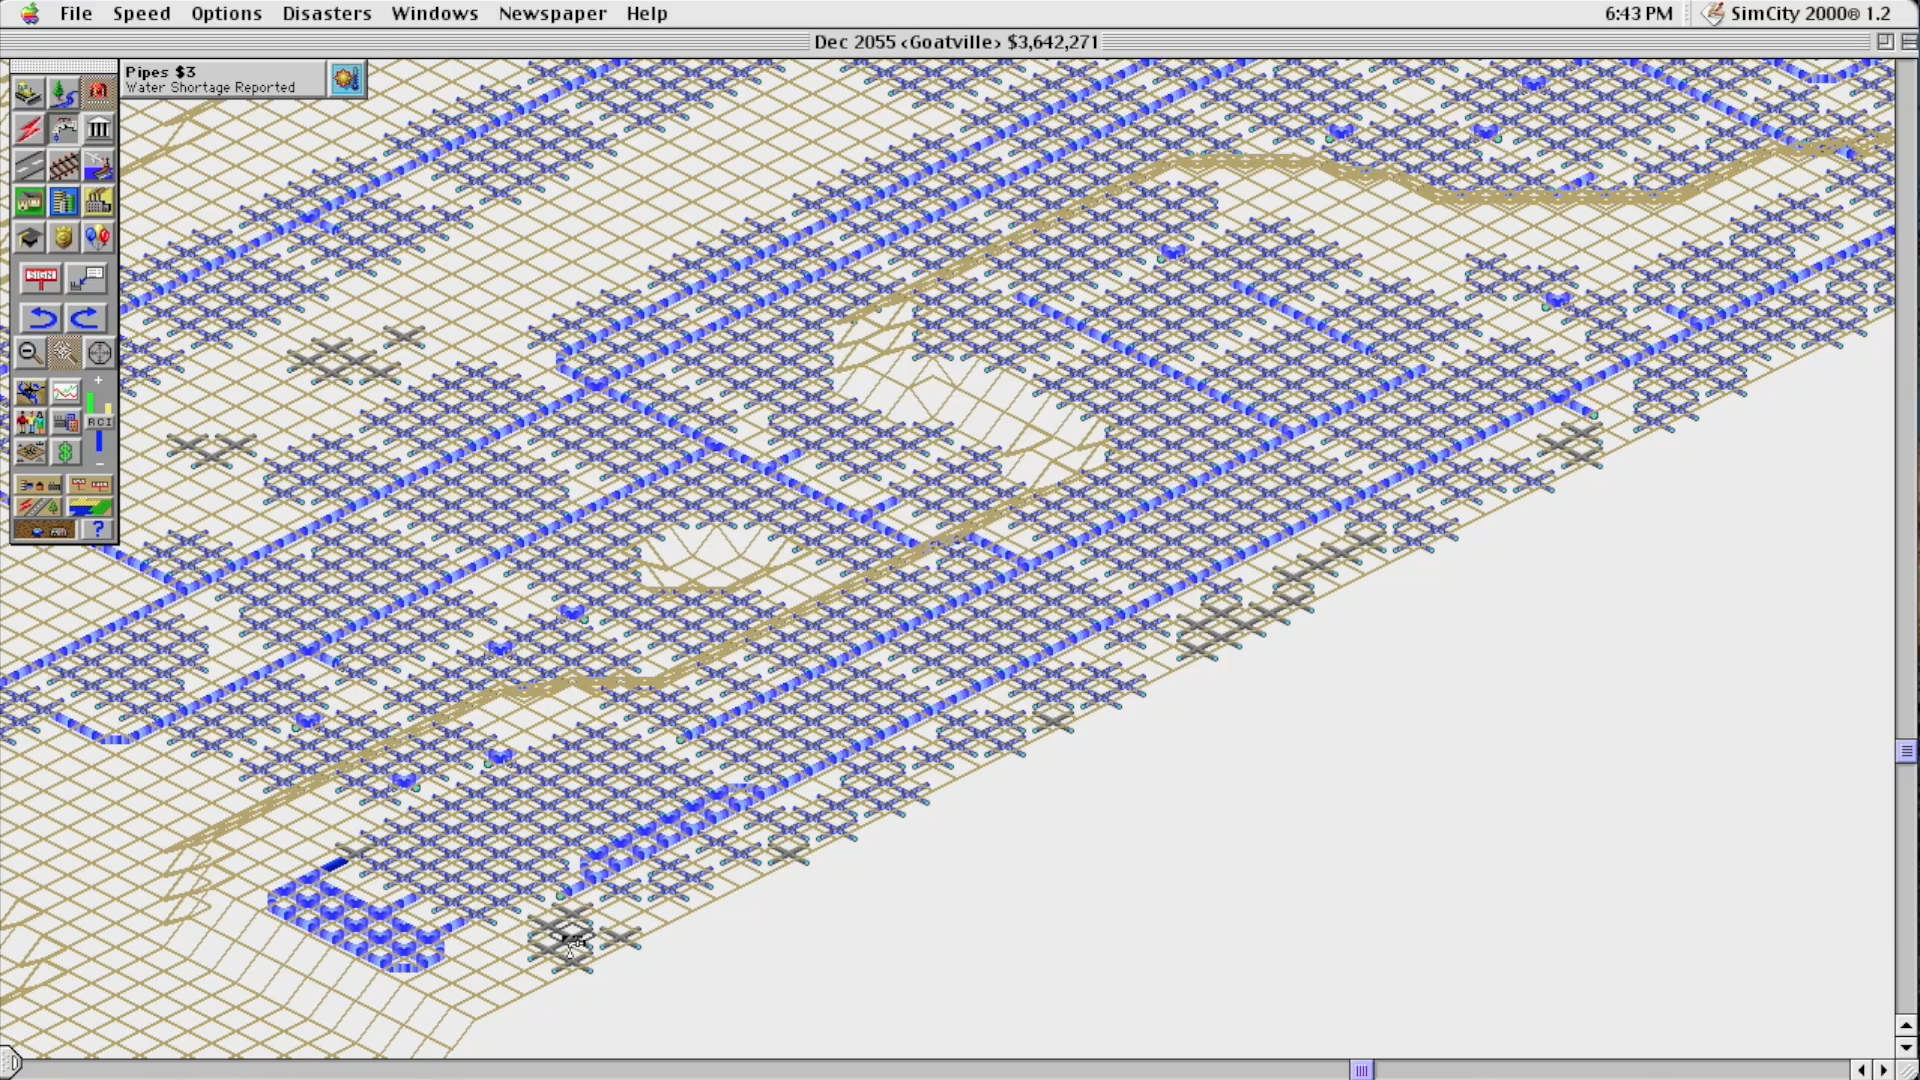 File Speed Options Disasters Windows Newspaper Help 6:43 PM SimCity 2000® 1.2
Dec 2055 <Goatville> $3,642,271
Pipes $3
Water Shortage Reported
SIGN
RCI
?